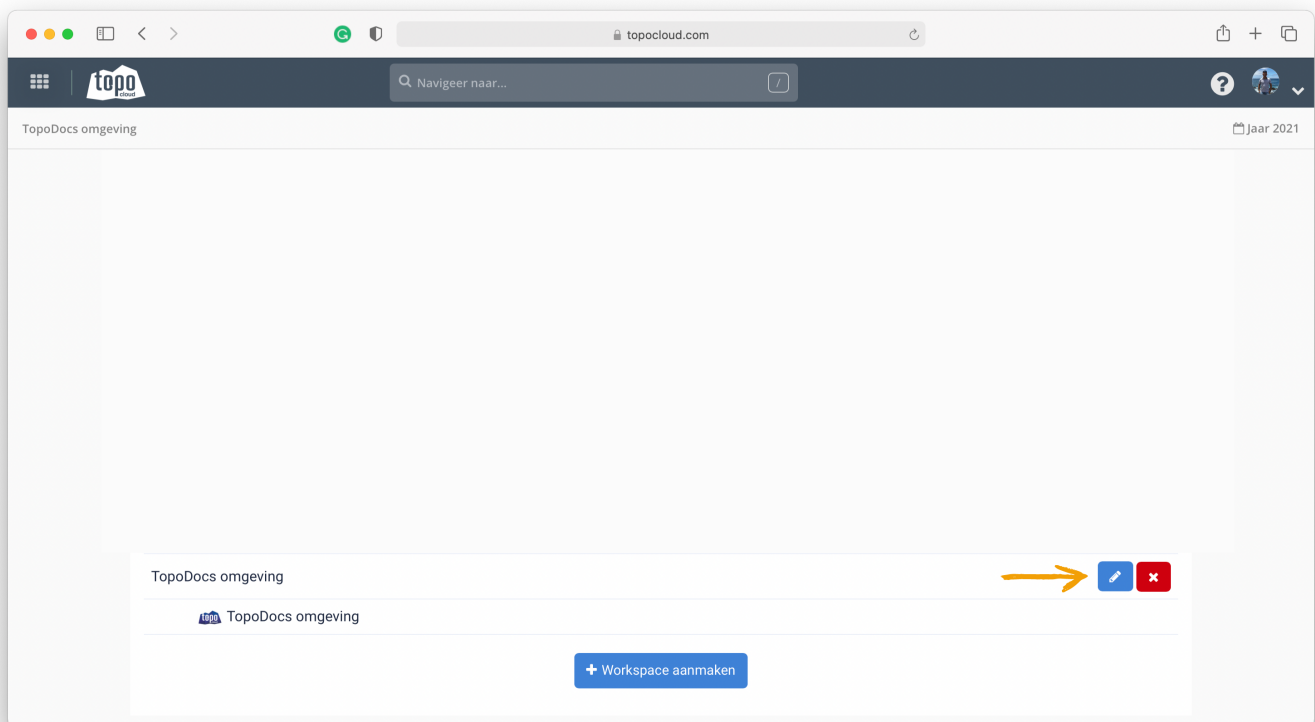 topocloud.com
topo
cloud
Navigeer naar...
/
?
TopoDocs omgeving
Jaar 2021
TopoDocs omgeving
topo
TopoDocs omgeving
+ Workspace aanmaken